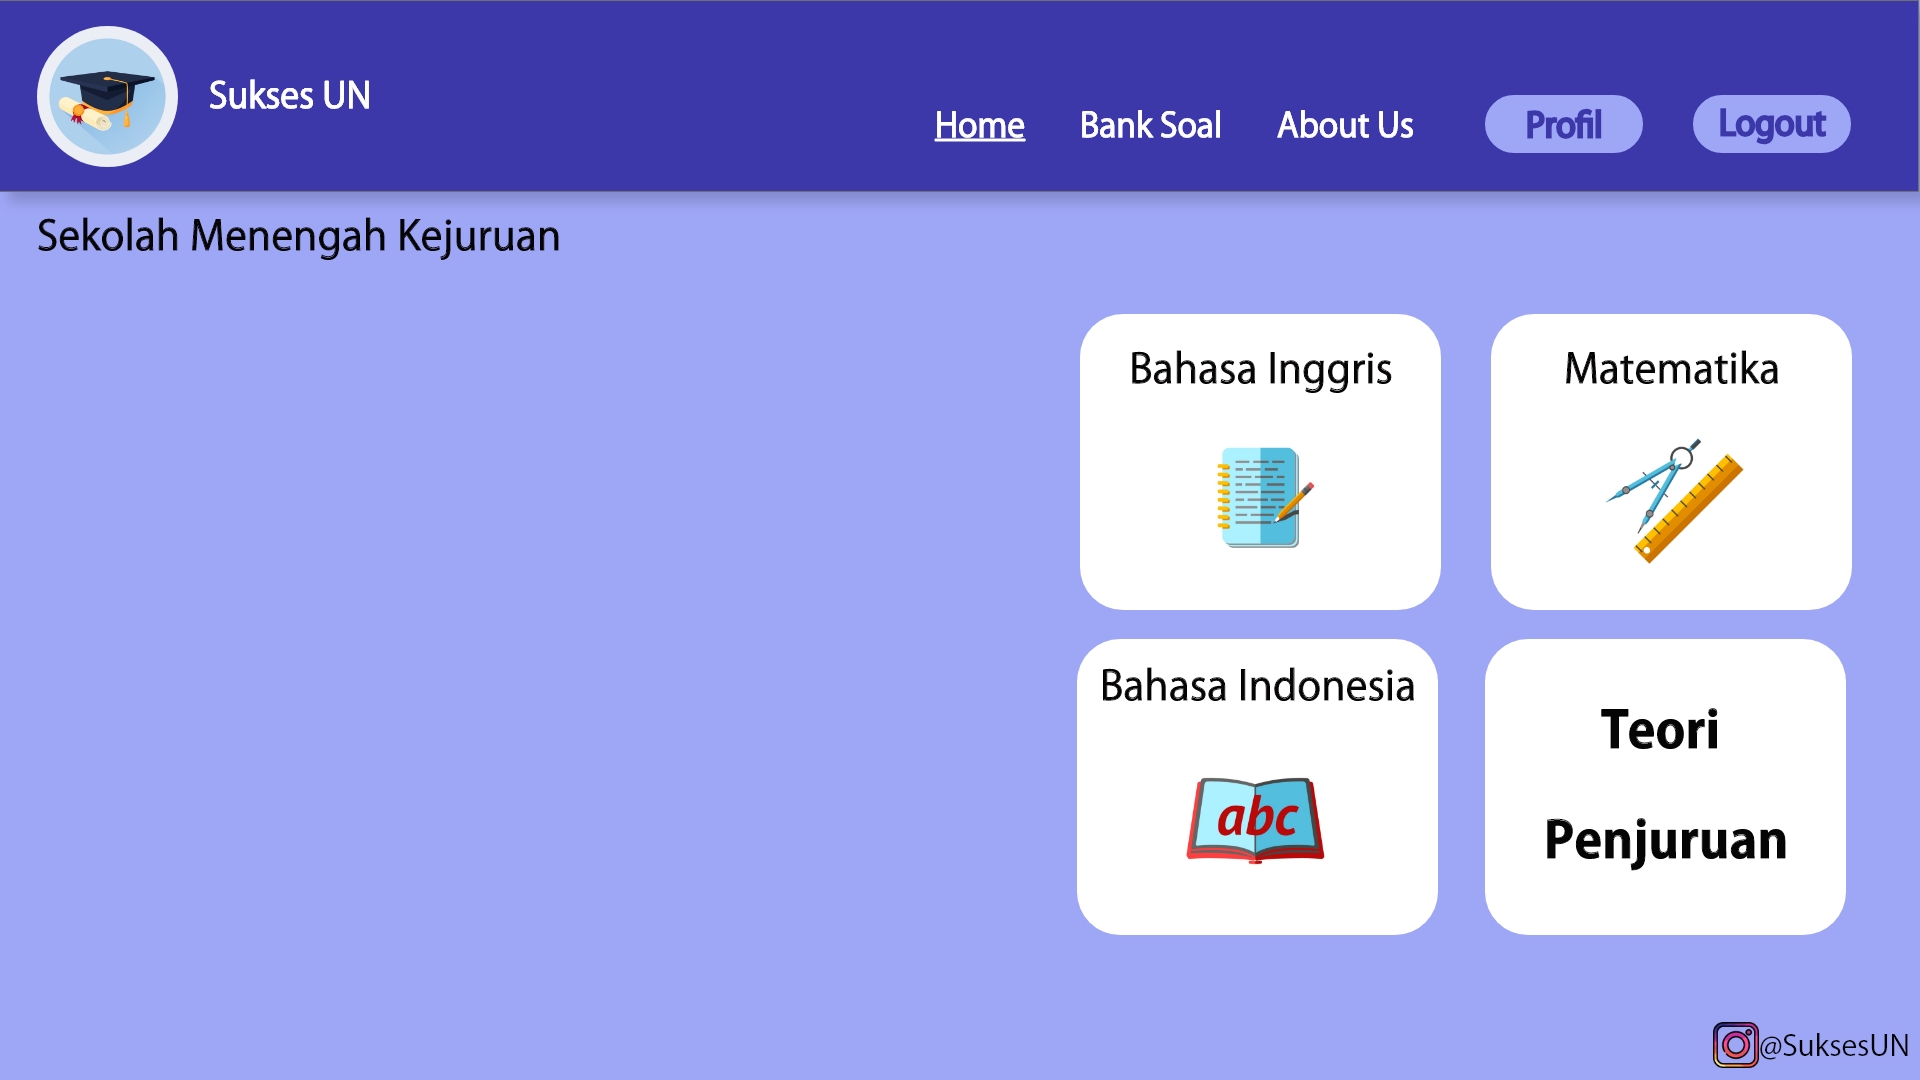 Sukses UN
Home
Bank Soal
About Us
Profil
Logout
Sekolah Menengah Kejuruan
Bahasa Inggris
Matematika
Bahasa Indonesia
abc
Teori
Penjuruan
@SuksesUN